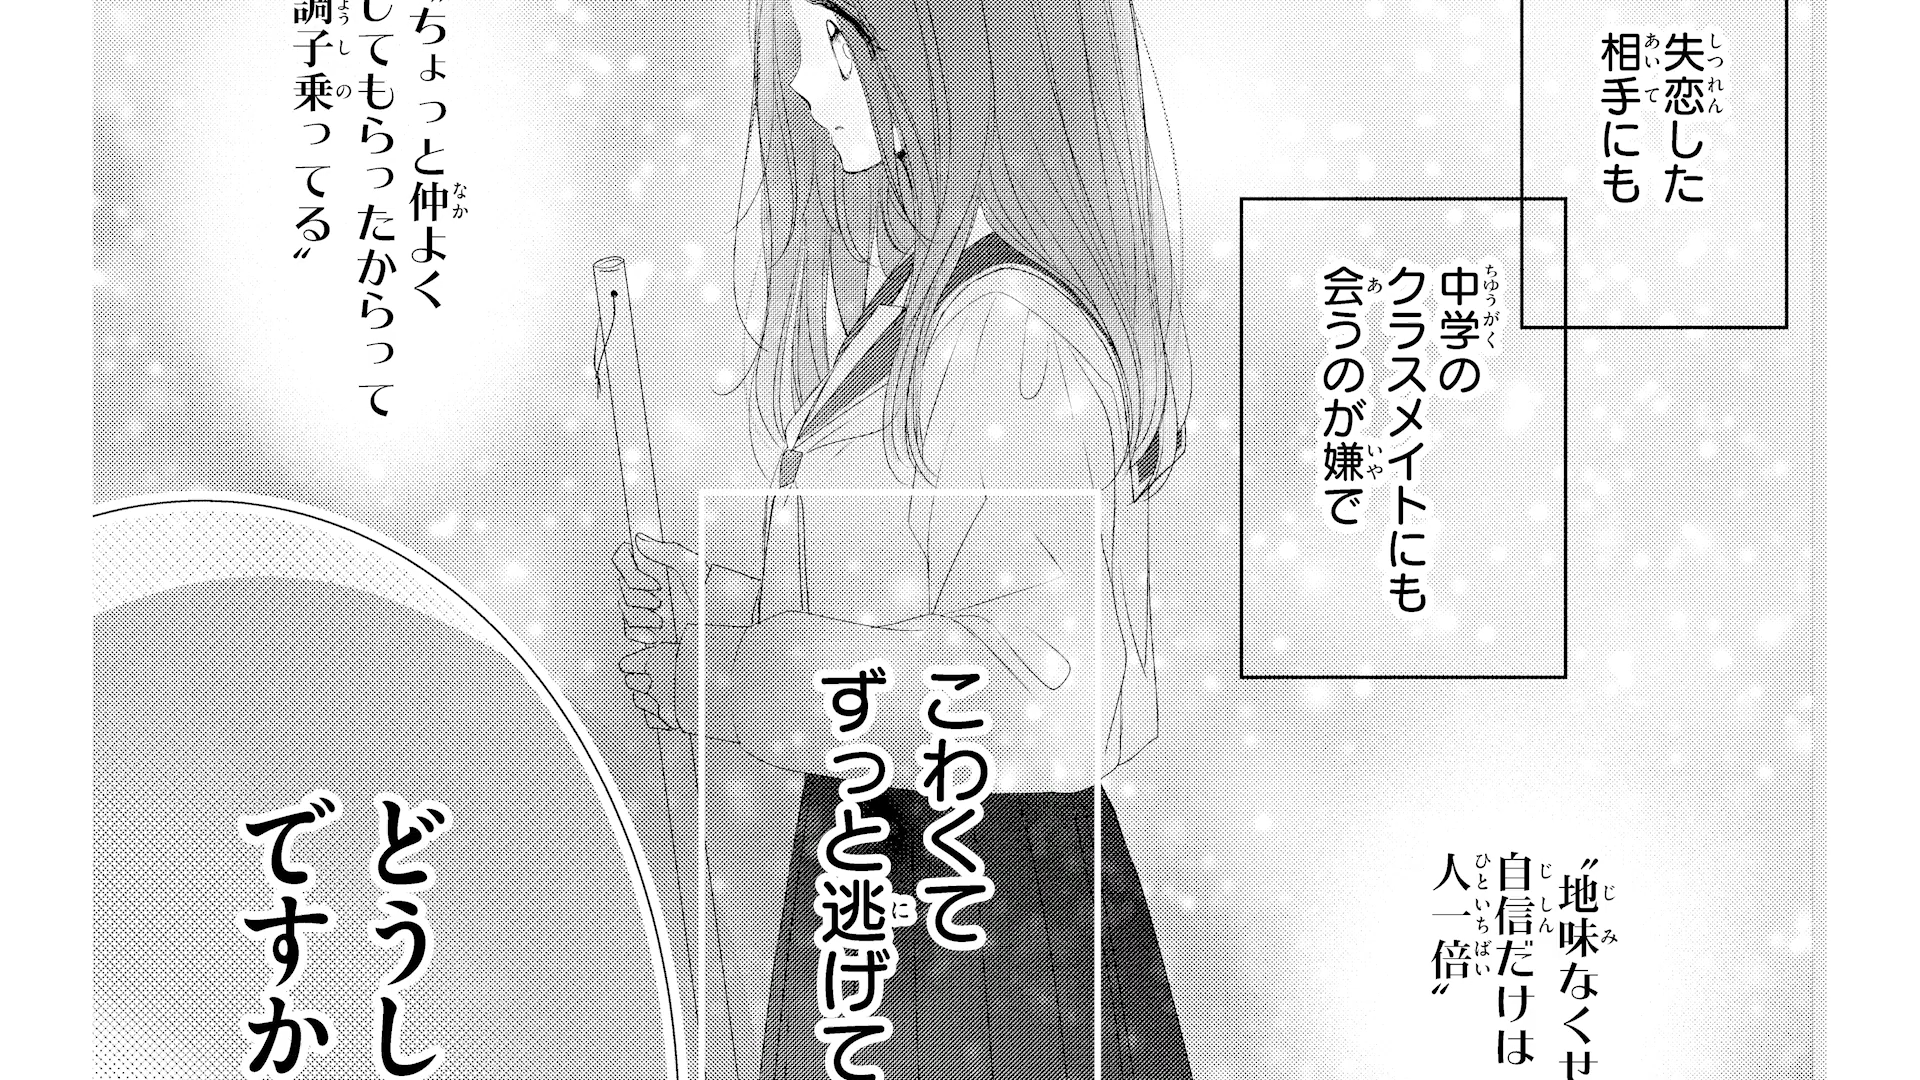 失恋した
相手にも
中学の
クラスメイトにも
会うのが嫌で
〝地味なくせ
自信だけは
人一倍〟
こわくて
ずっと逃げて
〝ちょっと仲よく
してもらったからって
調子乗ってる〟
どうし
ですか